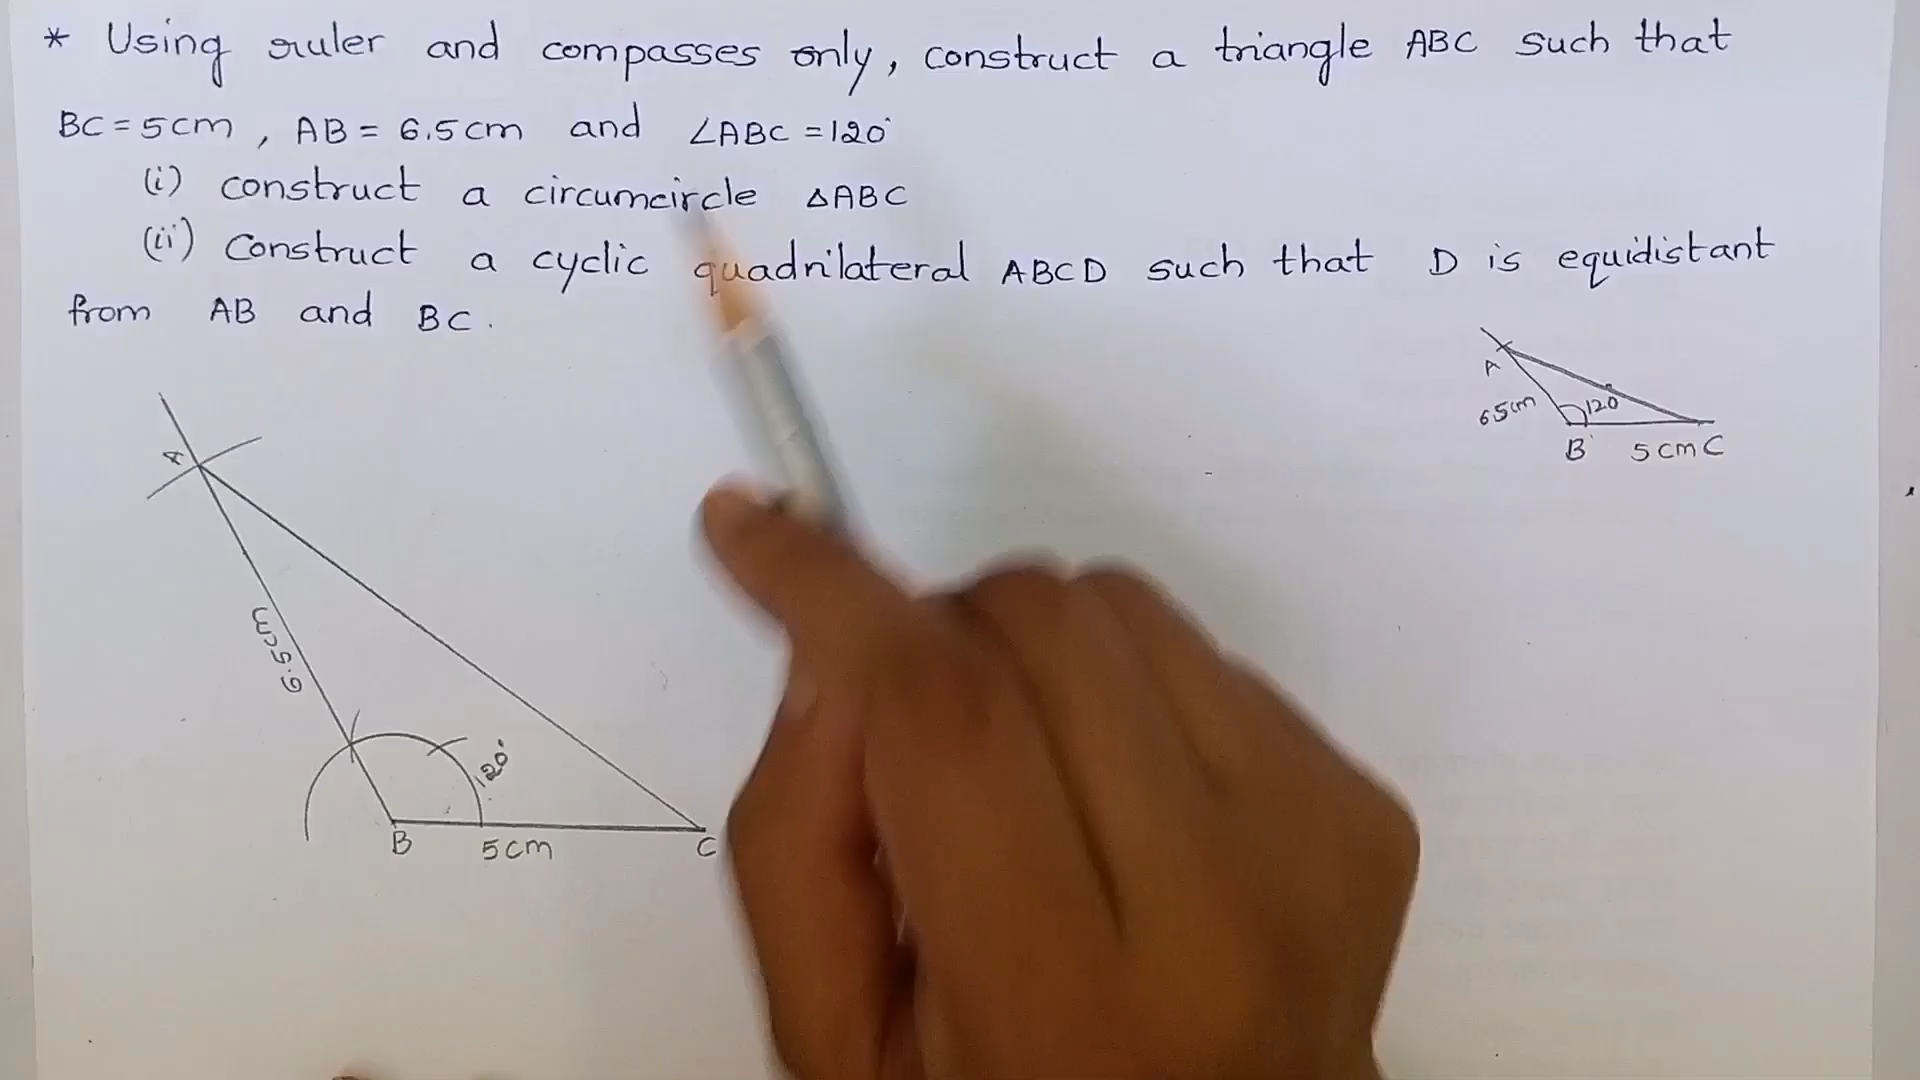 * Using ruler and compasses only, construct a triangle ABC such that
BC = 5cm, AB = 6.5cm and ∠ABC = 120°
(i) construct a circumcircle △ABC
(ii) Construct a cyclic quadrilateral ABCD such that D is equidistant
from AB and BC.
A
6.5cm
120
B 5cm C
A
6.5cm
120°
B 5cm C